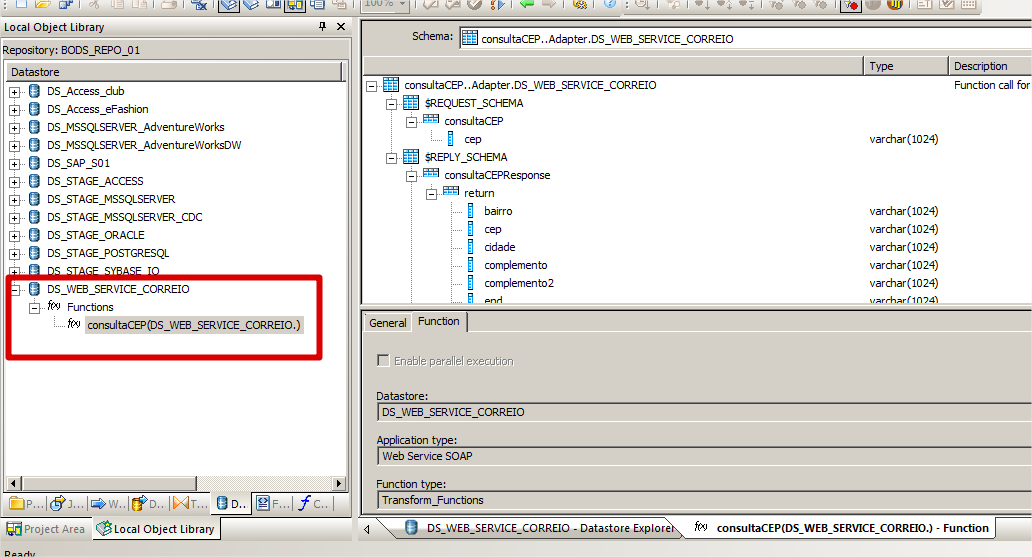 100%
Local Object Library
Repository: BODS_REPO_01
Datastore
DS_Access_club
DS_Access_eFashion
DS_MSSQLSERVER_AdventureWorks
DS_MSSQLSERVER_AdventureWorksDW
DS_SAP_S01
DS_STAGE_ACCESS
DS_STAGE_MSSQLSERVER
DS_STAGE_MSSQLSERVER_CDC
DS_STAGE_ORACLE
DS_STAGE_POSTGRESQL
DS_STAGE_SYBASE_IQ
DS_WEB_SERVICE_CORREIO
f(x) Functions
f(x) consultaCEP(DS_WEB_SERVICE_CORREIO.)
P... J... W... D... T... D... F... C...
Project Area Local Object Library
Ready
Schema: consultaCEP..Adapter.DS_WEB_SERVICE_CORREIO
Type Description
consultaCEP..Adapter.DS_WEB_SERVICE_CORREIO Function call for
$REQUEST_SCHEMA
consultaCEP
cep varchar(1024)
$REPLY_SCHEMA
consultaCEPResponse
return
bairro varchar(1024)
cep varchar(1024)
cidade varchar(1024)
complemento varchar(1024)
complemento2 varchar(1024)
end varchar(1024)
General Function
Enable parallel execution
Datastore:
DS_WEB_SERVICE_CORREIO
Application type:
Web Service SOAP
Function type:
Transform_Functions
DS_WEB_SERVICE_CORREIO - Datastore Explorer f(x) consultaCEP(DS_WEB_SERVICE_CORREIO.) - Function